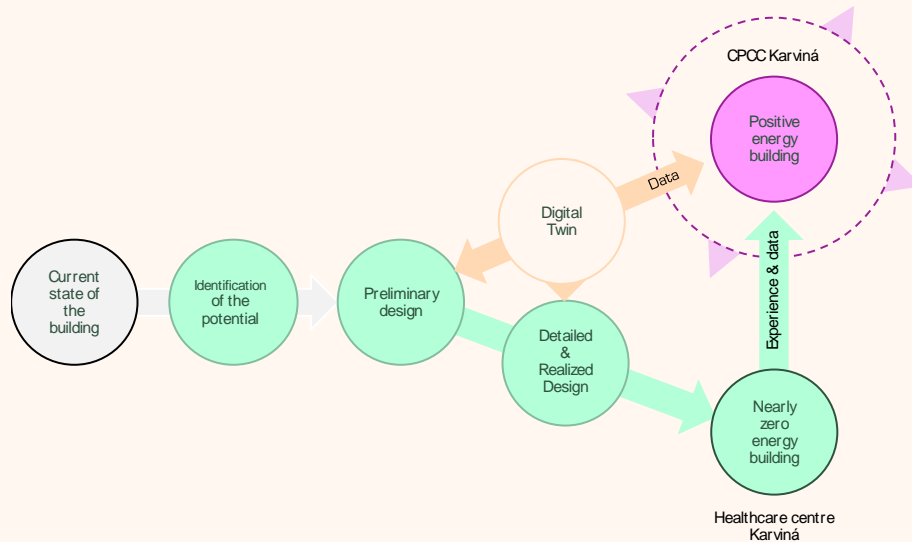 CPCC Karviná
Positive
energy
building
Data
Digital
Twin
Current
state of
the
building
Identification
of the
potential
Preliminary
design
Detailed
&
Realized
Design
Experience & data
Nearly
zero
energy
building
Healthcare centre
Karviná